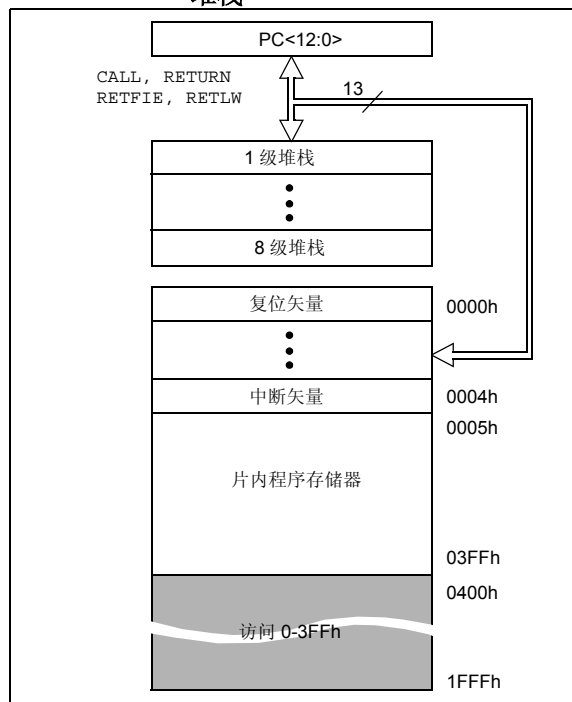 堆栈
PC<12:0>
CALL, RETURN
RETFIE, RETLW
13
1 级堆栈
8 级堆栈
复位矢量
0000h
中断矢量
0004h
0005h
片内程序存储器
03FFh
0400h
访问 0-3FFh
1FFFh